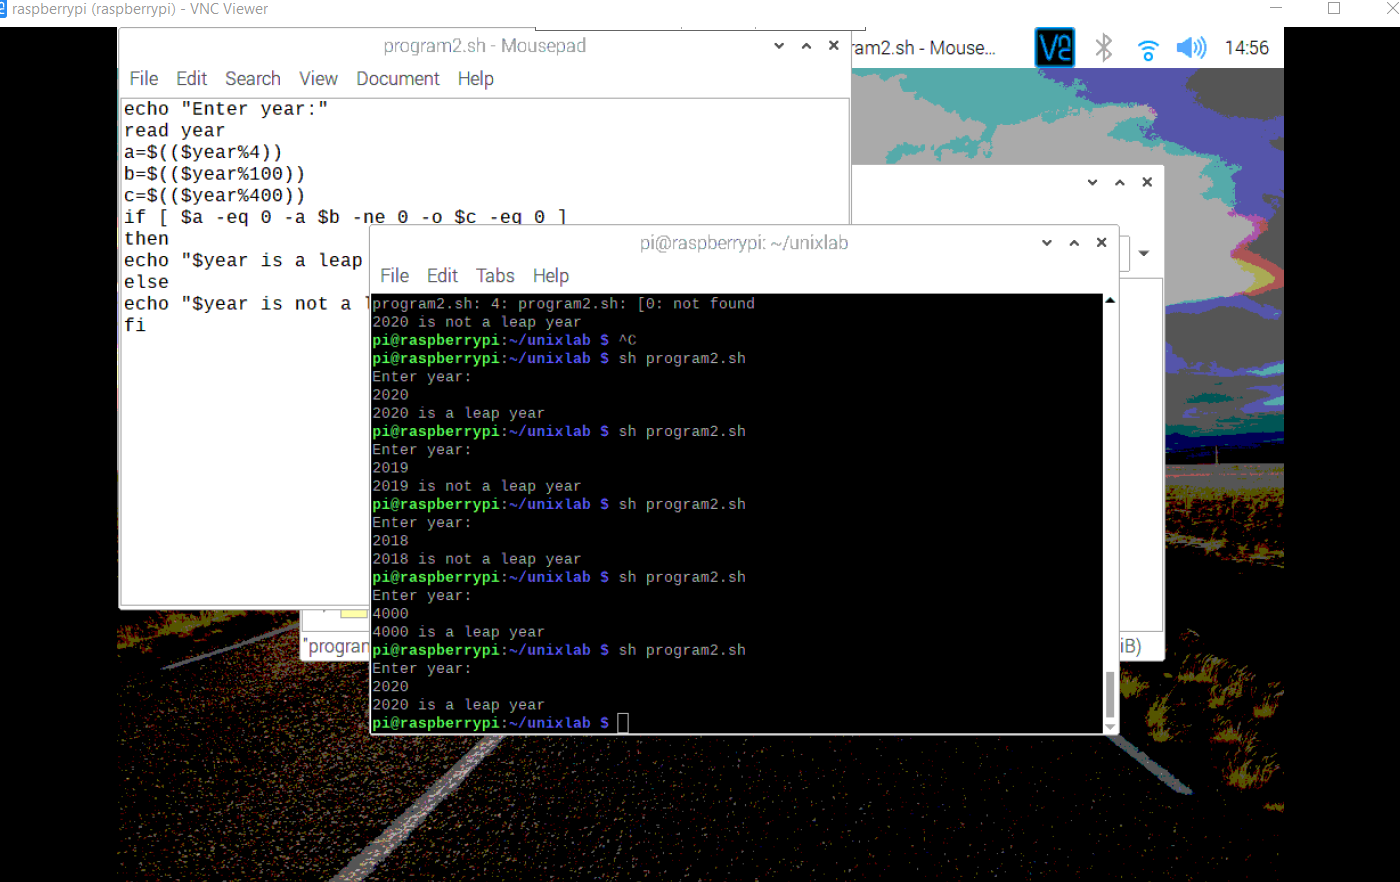 raspberrypi (raspberrypi) - VNC Viewer
program2.sh - Mousepad
ram2.sh - Mouse...
14:56
File Edit Search View Document Help
echo "Enter year:"
read year
a=$(($year%4))
b=$(($year%100))
c=$(($year%400))
if [ $a -eq 0 -a $b -ne 0 -o $c -eq 0 ]
then
echo "$year is a leap
else
echo "$year is not a l
fi
pi@raspberrypi: ~/unixlab
File Edit Tabs Help
program2.sh: 4: program2.sh: [0: not found
2020 is not a leap year
pi@raspberrypi:~/unixlab $ ^C
pi@raspberrypi:~/unixlab $ sh program2.sh
Enter year:
2020
2020 is a leap year
pi@raspberrypi:~/unixlab $ sh program2.sh
Enter year:
2019
2019 is not a leap year
pi@raspberrypi:~/unixlab $ sh program2.sh
Enter year:
2018
2018 is not a leap year
pi@raspberrypi:~/unixlab $ sh program2.sh
Enter year:
4000
4000 is a leap year
pi@raspberrypi:~/unixlab $ sh program2.sh
Enter year:
2020
2020 is a leap year
pi@raspberrypi:~/unixlab $
"program
iB)